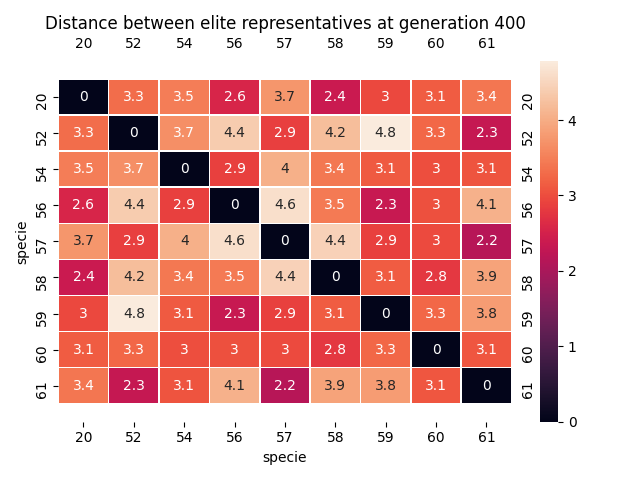 Distance between elite representatives at generation 400
20 52 54 56 57 58 59 60 61
20 0 3.3 3.5 2.6 3.7 2.4 3 3.1 3.4 20
52 3.3 0 3.7 4.4 2.9 4.2 4.8 3.3 2.3 52
54 3.5 3.7 0 2.9 4 3.4 3.1 3 3.1 54
56 2.6 4.4 2.9 0 4.6 3.5 2.3 3 4.1 56
57 3.7 2.9 4 4.6 0 4.4 2.9 3 2.2 57
58 2.4 4.2 3.4 3.5 4.4 0 3.1 2.8 3.9 58
59 3 4.8 3.1 2.3 2.9 3.1 0 3.3 3.8 59
60 3.1 3.3 3 3 3 2.8 3.3 0 3.1 60
61 3.4 2.3 3.1 4.1 2.2 3.9 3.8 3.1 0 61
20 52 54 56 57 58 59 60 61
specie
specie
4
3
2
1
0